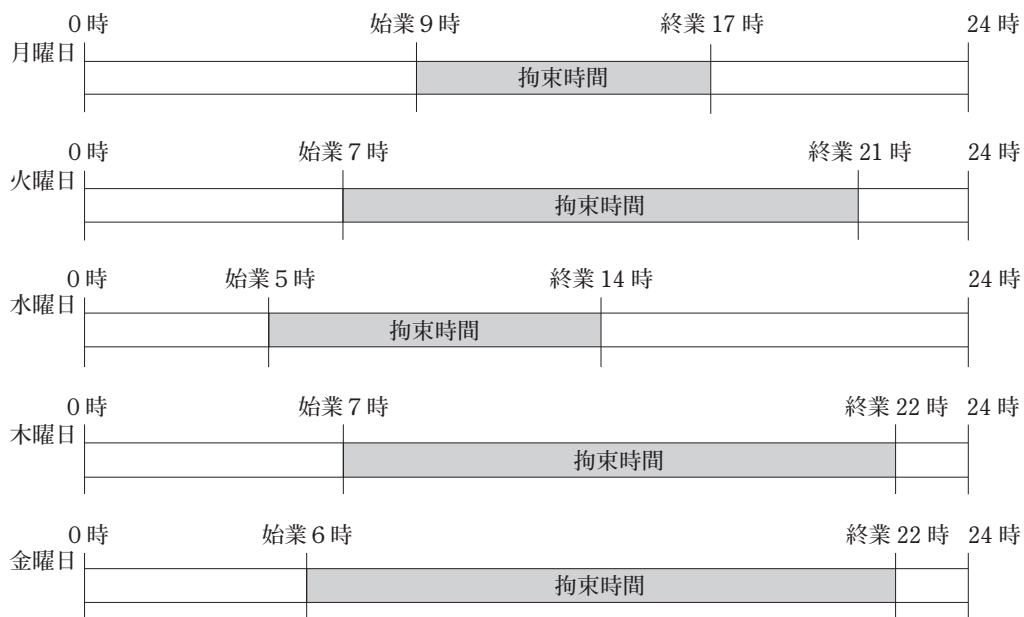 0時 始業9時 終業17時 24時
月曜日
拘束時間
0時 始業7時 終業21時 24時
火曜日
拘束時間
0時 始業5時 終業14時 24時
水曜日
拘束時間
0時 始業7時 終業22時 24時
木曜日
拘束時間
0時 始業6時 終業22時 24時
金曜日
拘束時間